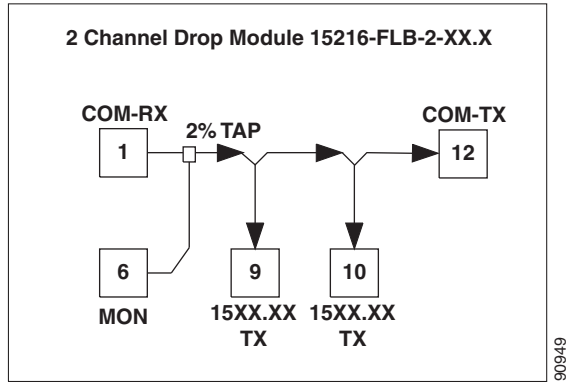 2 Channel Drop Module 15216-FLB-2-XX.X
COM-RX
COM-TX
2% TAP
1
12
6
9
10
MON
15XX.XX
TX
15XX.XX
TX
90949